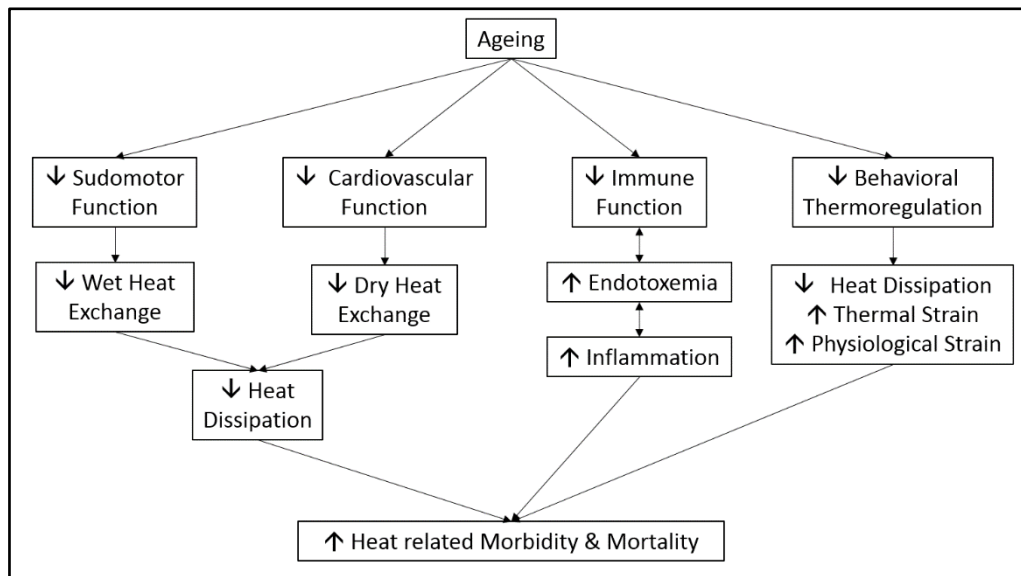 Ageing
↓ Sudomotor
Function
↓ Cardiovascular
Function
↓ Immune
Function
↓ Behavioral
Thermoregulation
↓ Wet Heat
Exchange
↓ Dry Heat
Exchange
↑ Endotoxemia
↓ Heat Dissipation
↑ Thermal Strain
↑ Physiological Strain
↑ Inflammation
↓ Heat
Dissipation
↑ Heat related Morbidity & Mortality